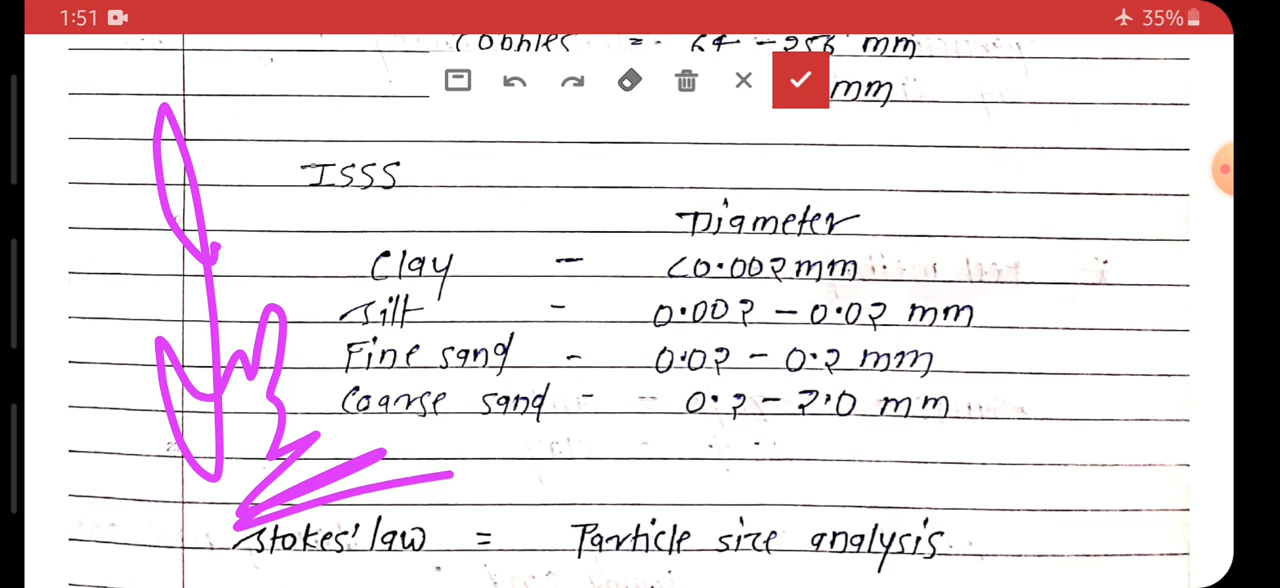 1:51 35%
Cobbles = 64 - 256 mm
mm
ISSS
Diameter
Clay - <0.002 mm
Silt - 0.002 - 0.02 mm
Fine sand - 0.02 - 0.2 mm
Coarse sand - 0.2 - 2.0 mm
Stokes' law = Particle size analysis